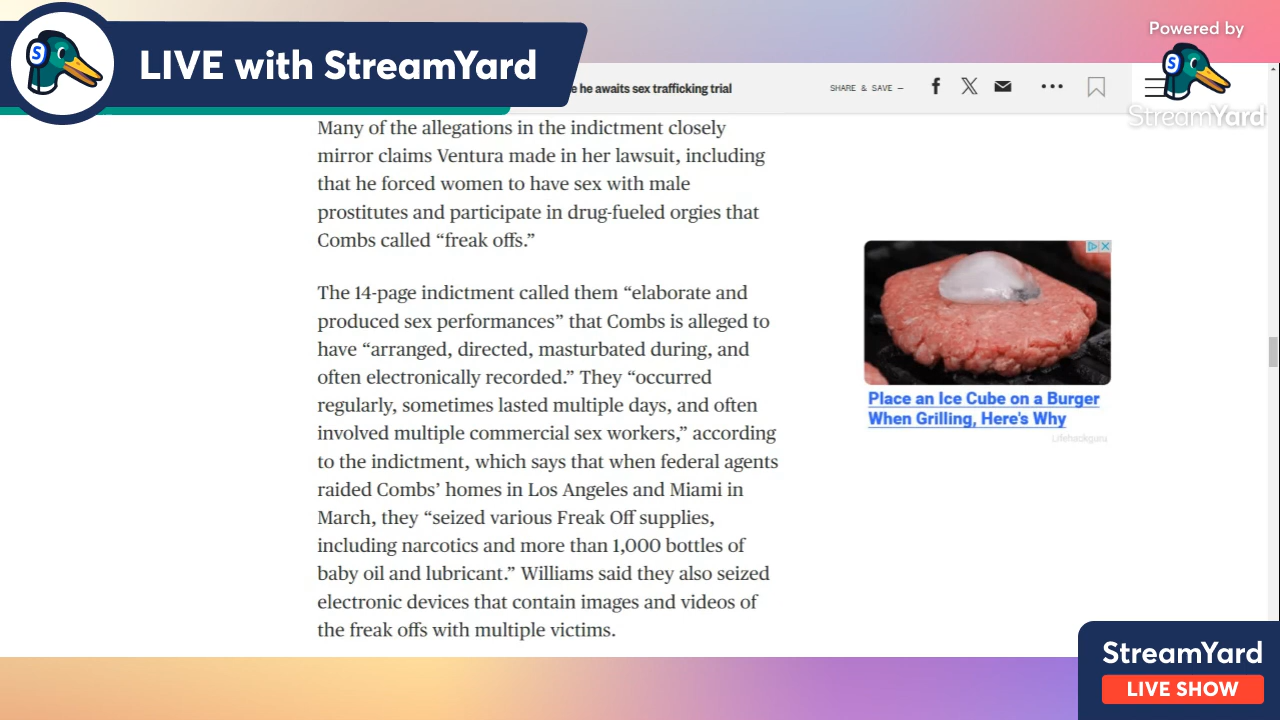 LIVE with StreamYard
Powered by
StreamYard
e he awaits sex trafficking trial
SHARE & SAVE —
Many of the allegations in the indictment closely
mirror claims Ventura made in her lawsuit, including
that he forced women to have sex with male
prostitutes and participate in drug-fueled orgies that
Combs called “freak offs.”
The 14-page indictment called them “elaborate and
produced sex performances” that Combs is alleged to
have “arranged, directed, masturbated during, and
often electronically recorded.” They “occurred
regularly, sometimes lasted multiple days, and often
involved multiple commercial sex workers,” according
to the indictment, which says that when federal agents
raided Combs’ homes in Los Angeles and Miami in
March, they “seized various Freak Off supplies,
including narcotics and more than 1,000 bottles of
baby oil and lubricant.” Williams said they also seized
electronic devices that contain images and videos of
the freak offs with multiple victims.
Place an Ice Cube on a Burger
When Grilling, Here's Why
Lifehackguru
StreamYard
LIVE SHOW